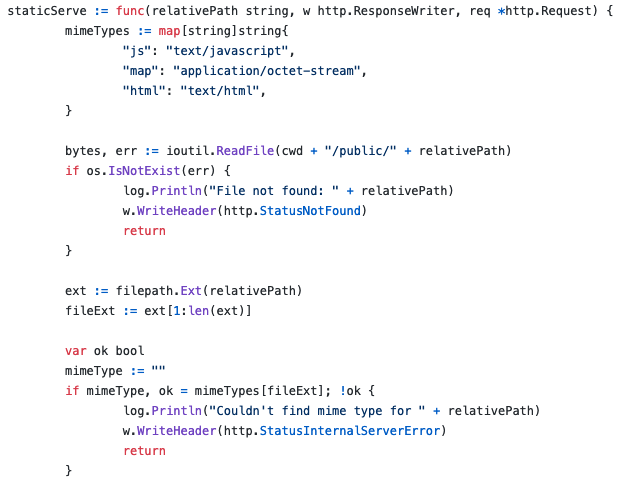 staticServe := func(relativePath string, w http.ResponseWriter, req *http.Request) {
mimeTypes := map[string]string{
"js": "text/javascript",
"map": "application/octet-stream",
"html": "text/html",
}
bytes, err := ioutil.ReadFile(cwd + "/public/" + relativePath)
if os.IsNotExist(err) {
log.Println("File not found: " + relativePath)
w.WriteHeader(http.StatusNotFound)
return
}
ext := filepath.Ext(relativePath)
fileExt := ext[1:len(ext)]
var ok bool
mimeType := ""
if mimeType, ok = mimeTypes[fileExt]; !ok {
log.Println("Couldn't find mime type for " + relativePath)
w.WriteHeader(http.StatusInternalServerError)
return
}